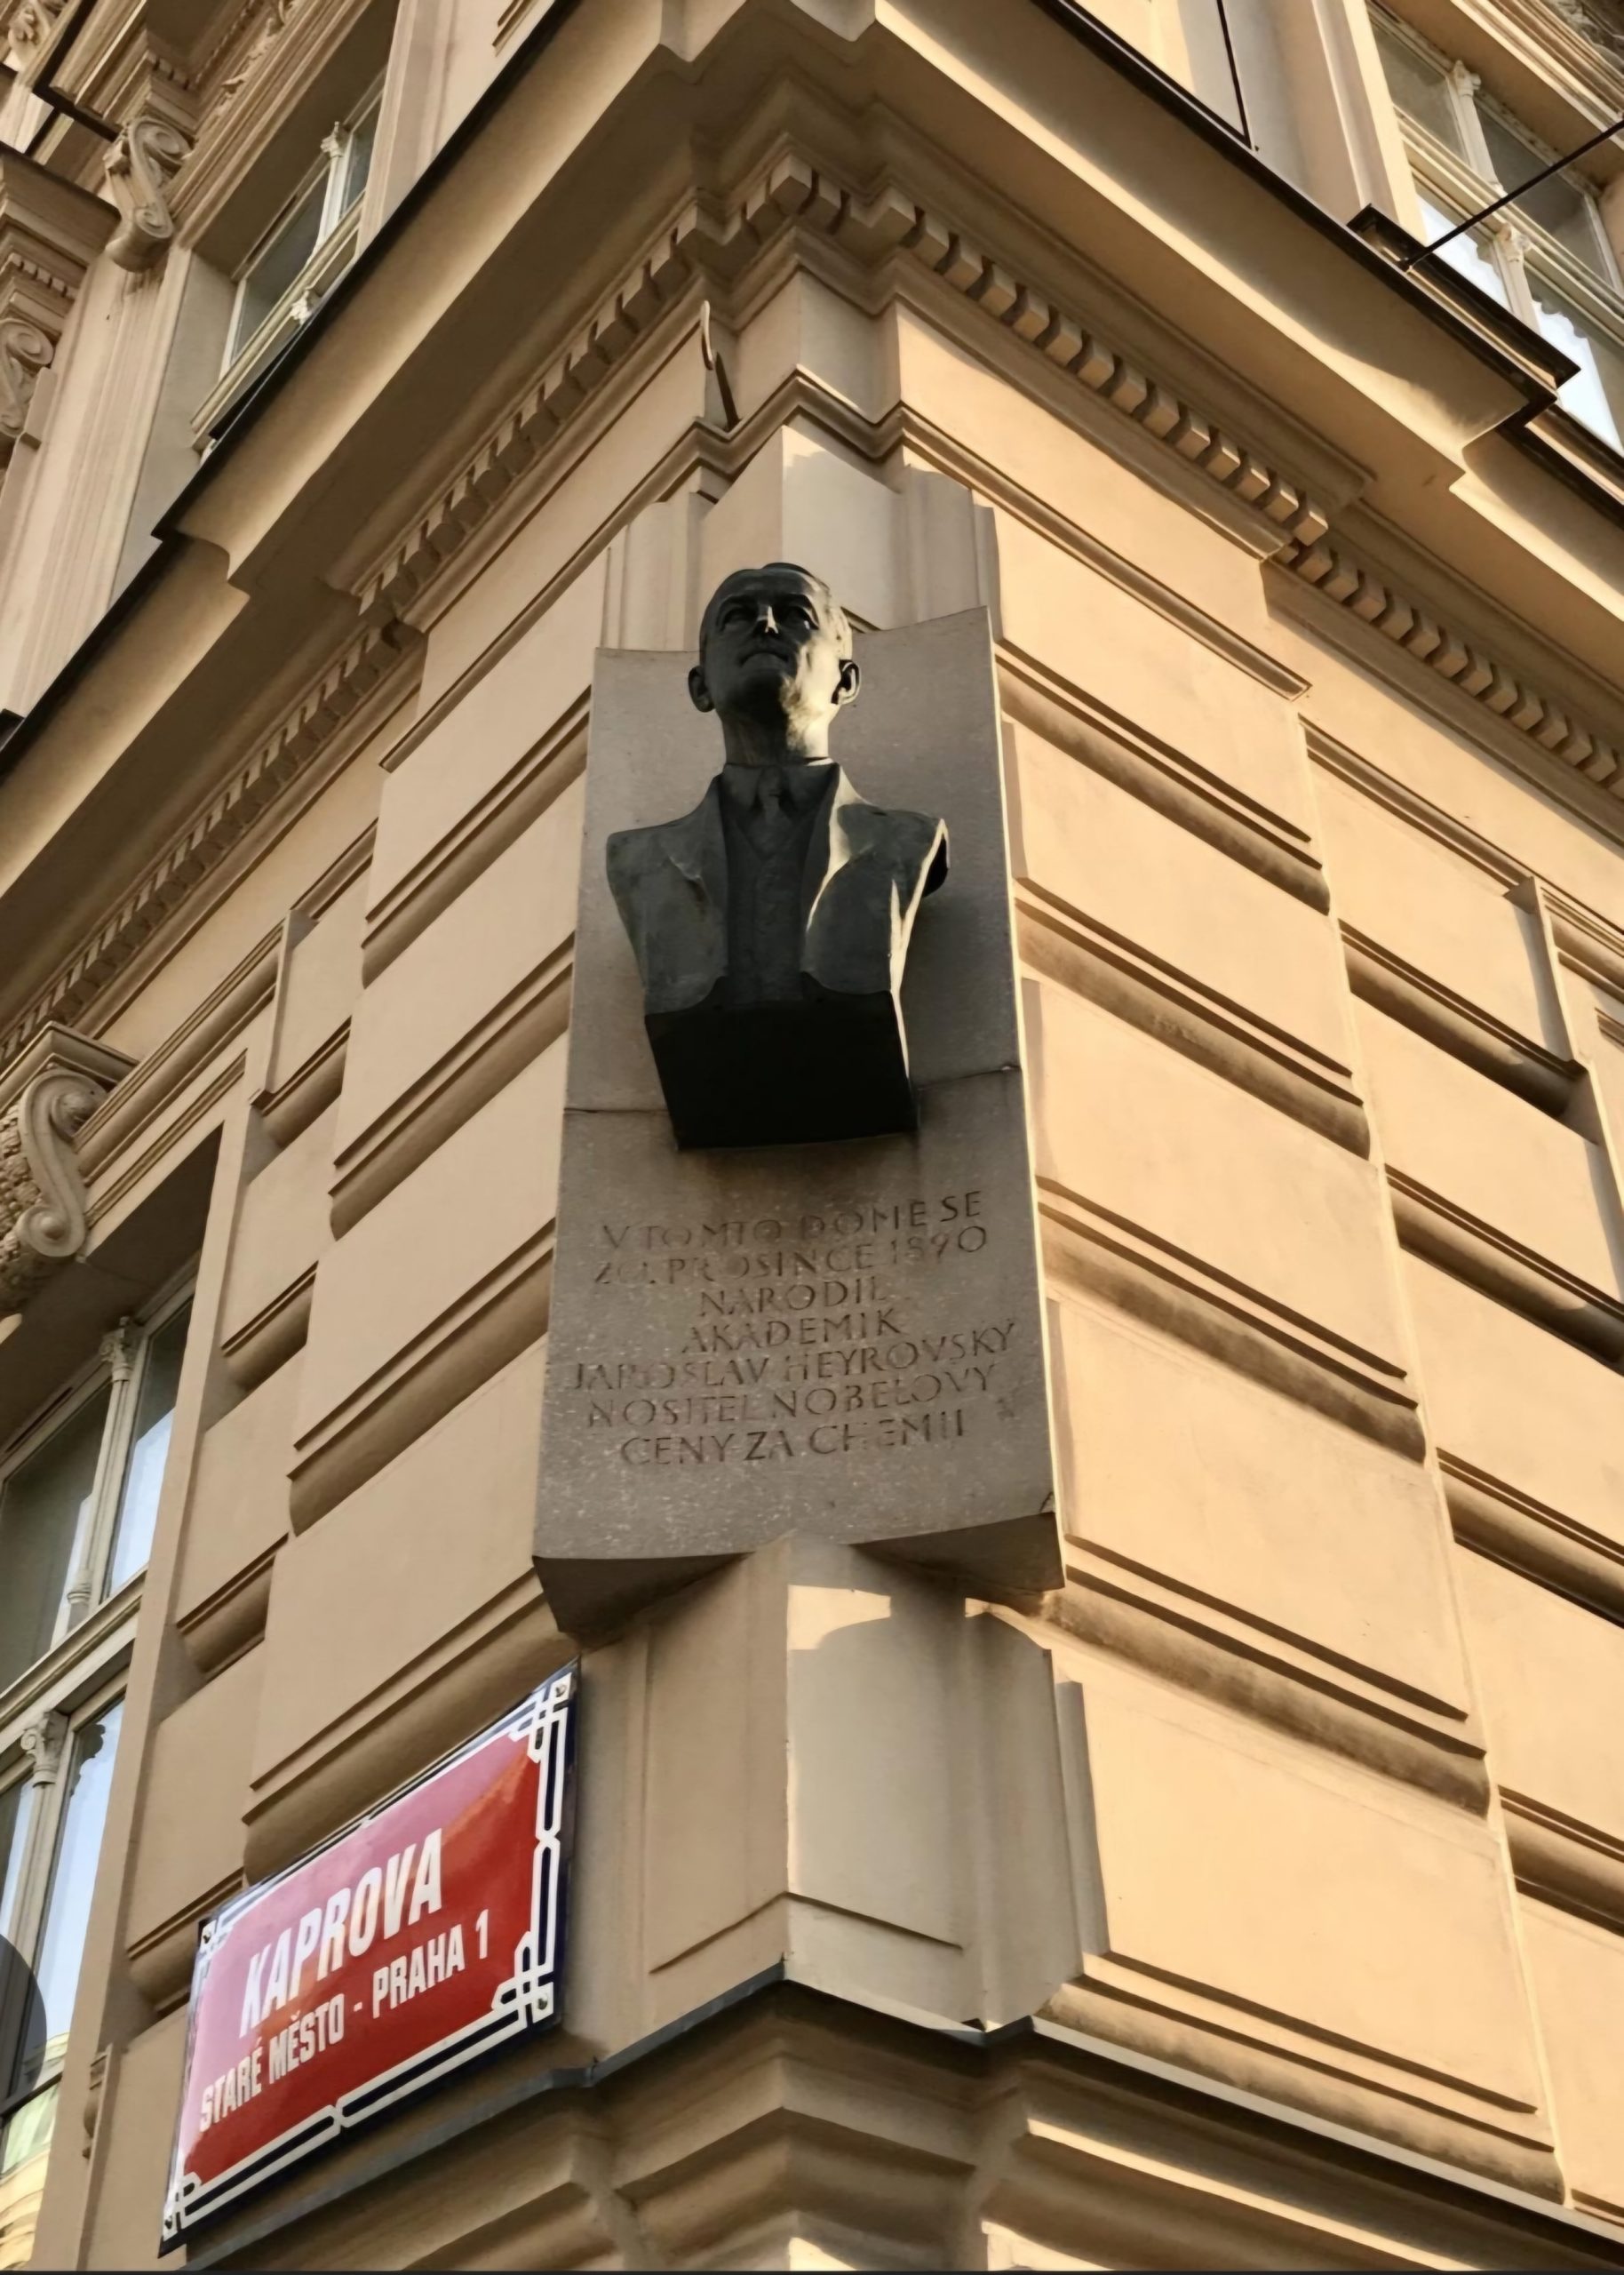 V TOMTO DOMĚ SE
20. PROSINCE 1890
NARODIL
AKADEMIK
JAROSLAV HEYROVSKÝ
NOSITEL NOBELOVY
CENY ZA CHEMII
KAPROVA
STARÉ MĚSTO - PRAHA 1